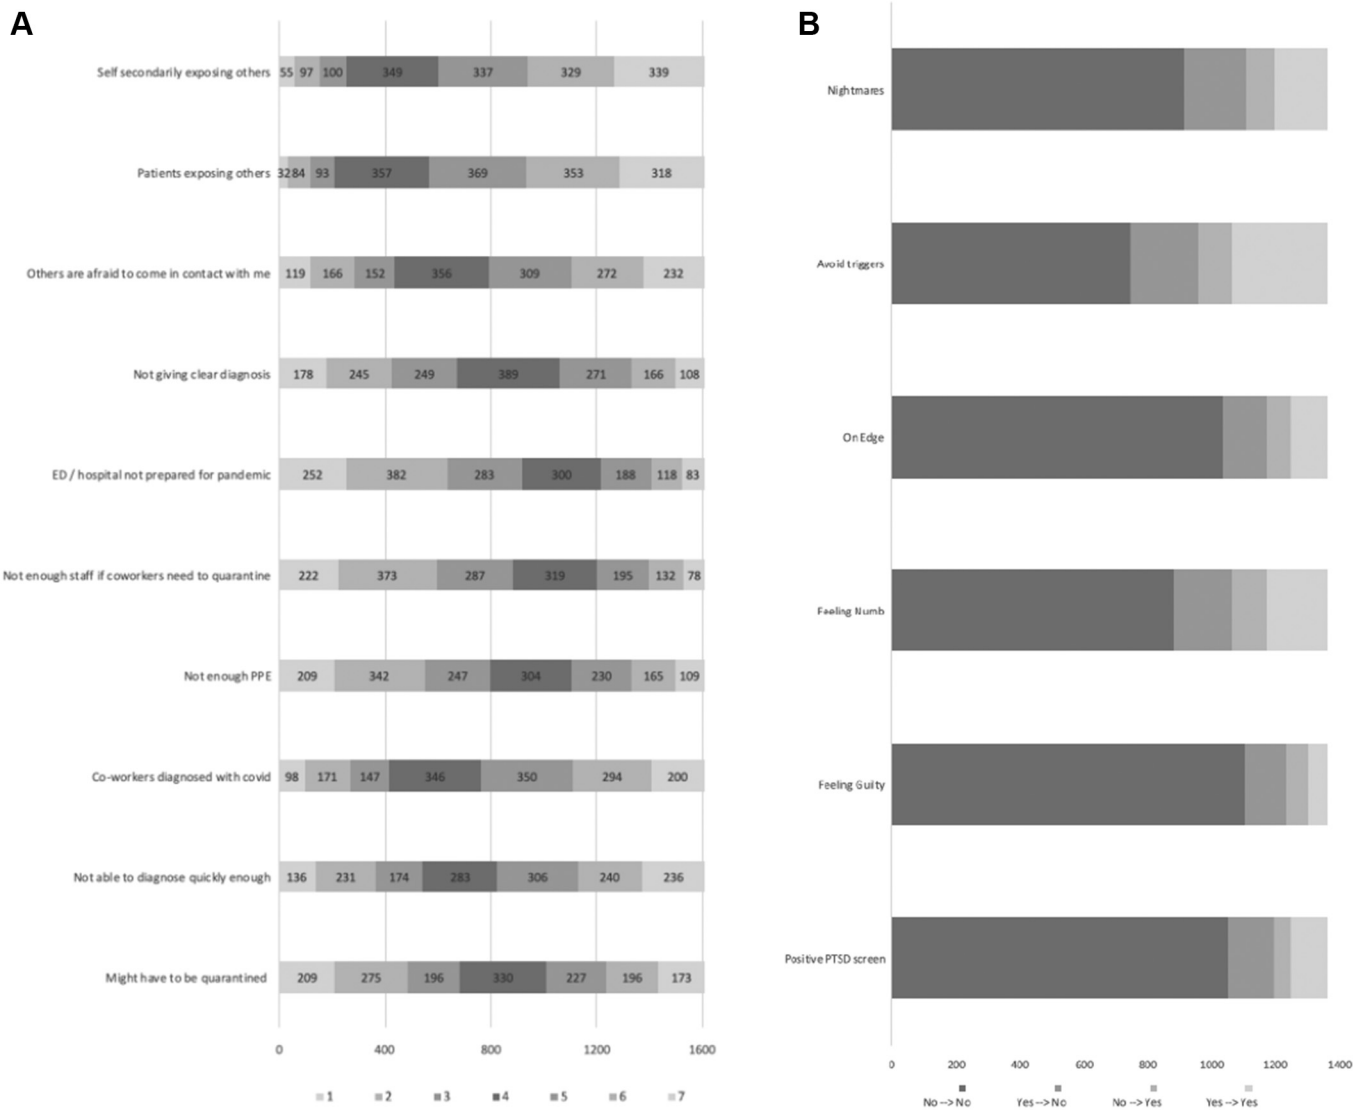 A
Self secondarily exposing others 55 97 100 349 337 329 339
Patients exposing others 32 84 93 357 369 353 318
Others are afraid to come in contact with me 119 166 152 356 309 272 232
Not giving clear diagnosis 178 245 249 389 271 166 108
ED / hospital not prepared for pandemic 252 382 283 300 188 118 83
Not enough staff if coworkers need to quarantine 222 373 287 319 195 132 78
Not enough PPE 209 342 247 304 230 165 109
Co-workers diagnosed with covid 98 171 147 346 350 294 200
Not able to diagnose quickly enough 136 231 174 283 306 240 236
Might have to be quarantined 209 275 196 330 227 196 173
0 400 800 1200 1600
1 2 3 4 5 6 7
B
Nightmares
Avoid triggers
On Edge
Feeling Numb
Feeling Guilty
Positive PTSD screen
0 200 400 600 800 1000 1200 1400
No --> No Yes --> No No --> Yes Yes --> Yes